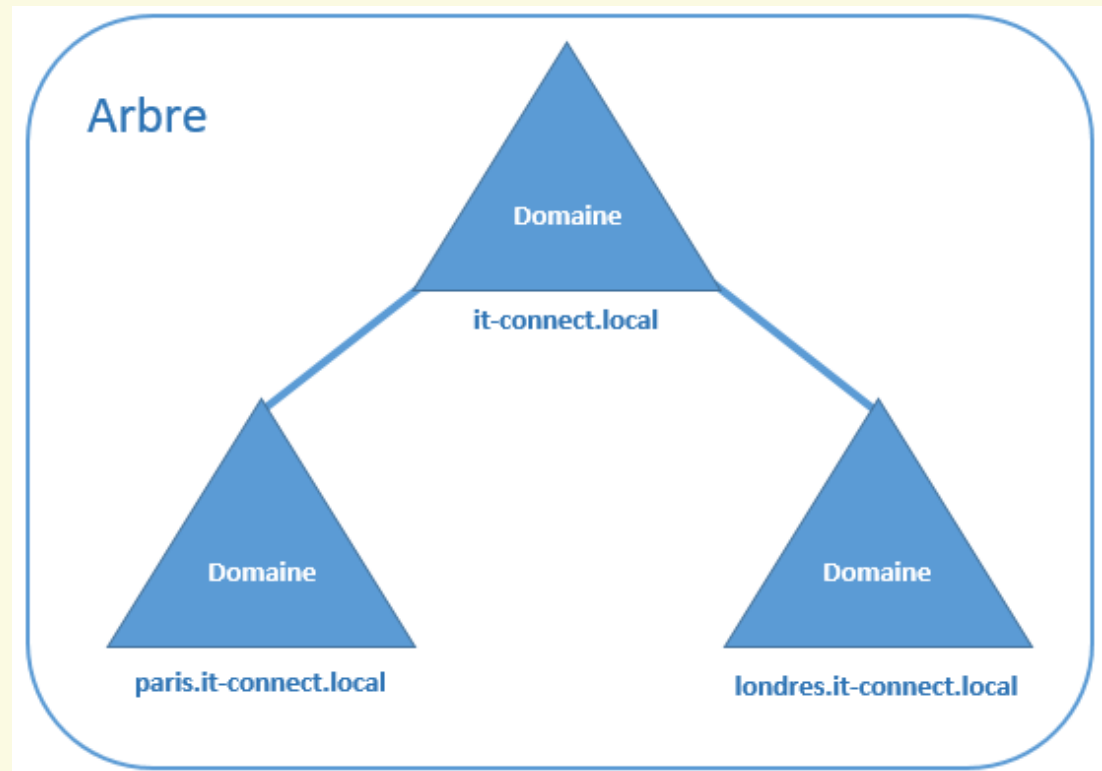 Arbre
Domaine
it-connect.local
Domaine
Domaine
paris.it-connect.local
londres.it-connect.local